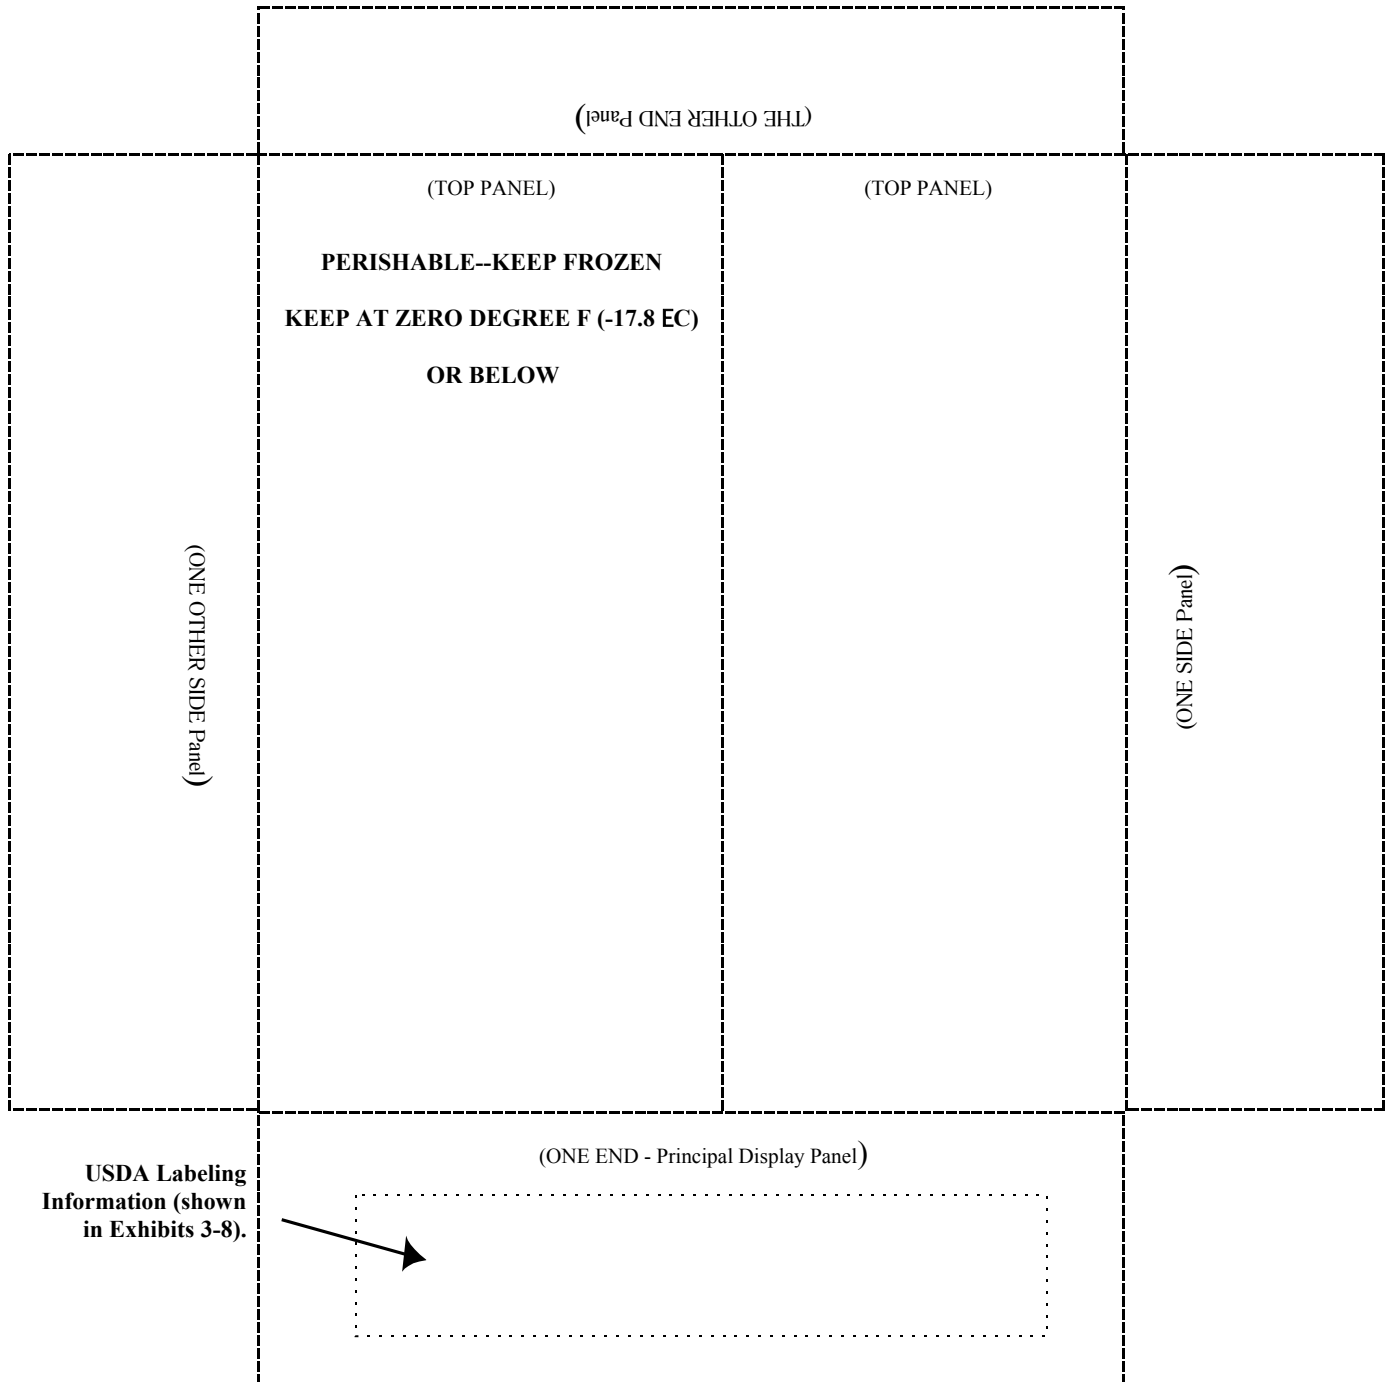 (THE OTHER END Panel)
(TOP PANEL)
(TOP PANEL)
PERISHABLE--KEEP FROZEN
KEEP AT ZERO DEGREE F (-17.8 EC)
OR BELOW
(ONE OTHER SIDE Panel)
(ONE SIDE Panel)
(ONE END - Principal Display Panel)
USDA Labeling
Information (shown
in Exhibits 3-8).